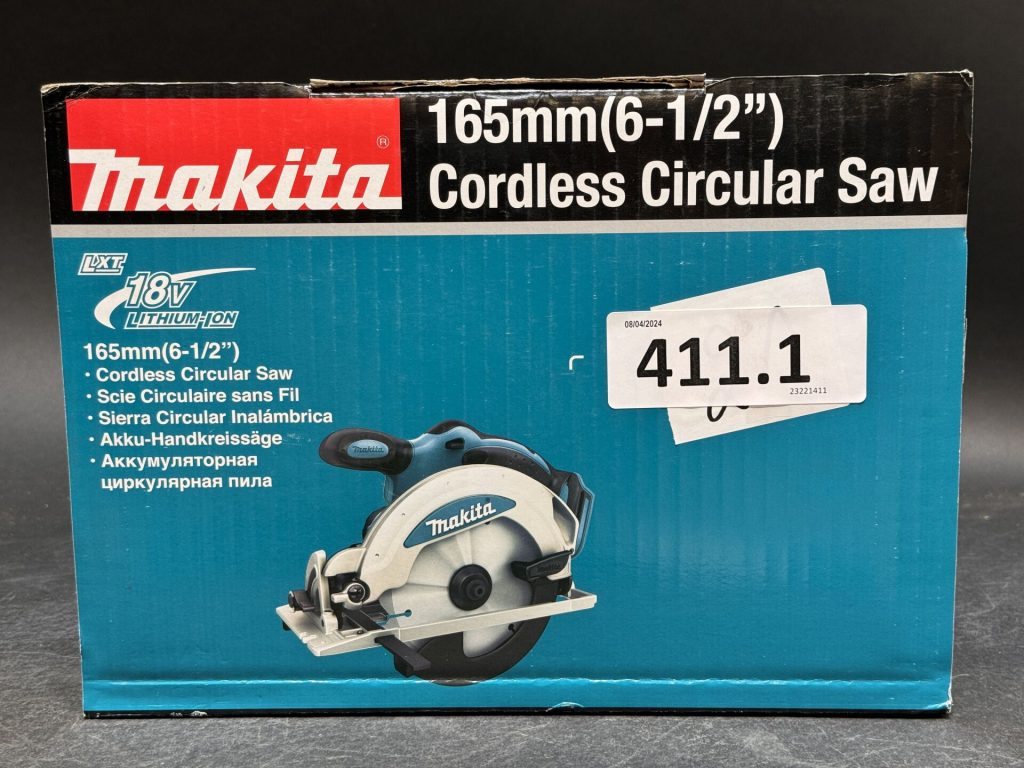 makita®
165mm(6-1/2”)
Cordless Circular Saw
LXT
18V
LITHIUM-ION
165mm(6-1/2”)
· Cordless Circular Saw
· Scie Circulaire sans Fil
· Sierra Circular Inalámbrica
· Akku-Handkreissäge
· Аккумуляторная
циркулярная пила
08/04/2024
411.1
23221411
makita
makita
makita